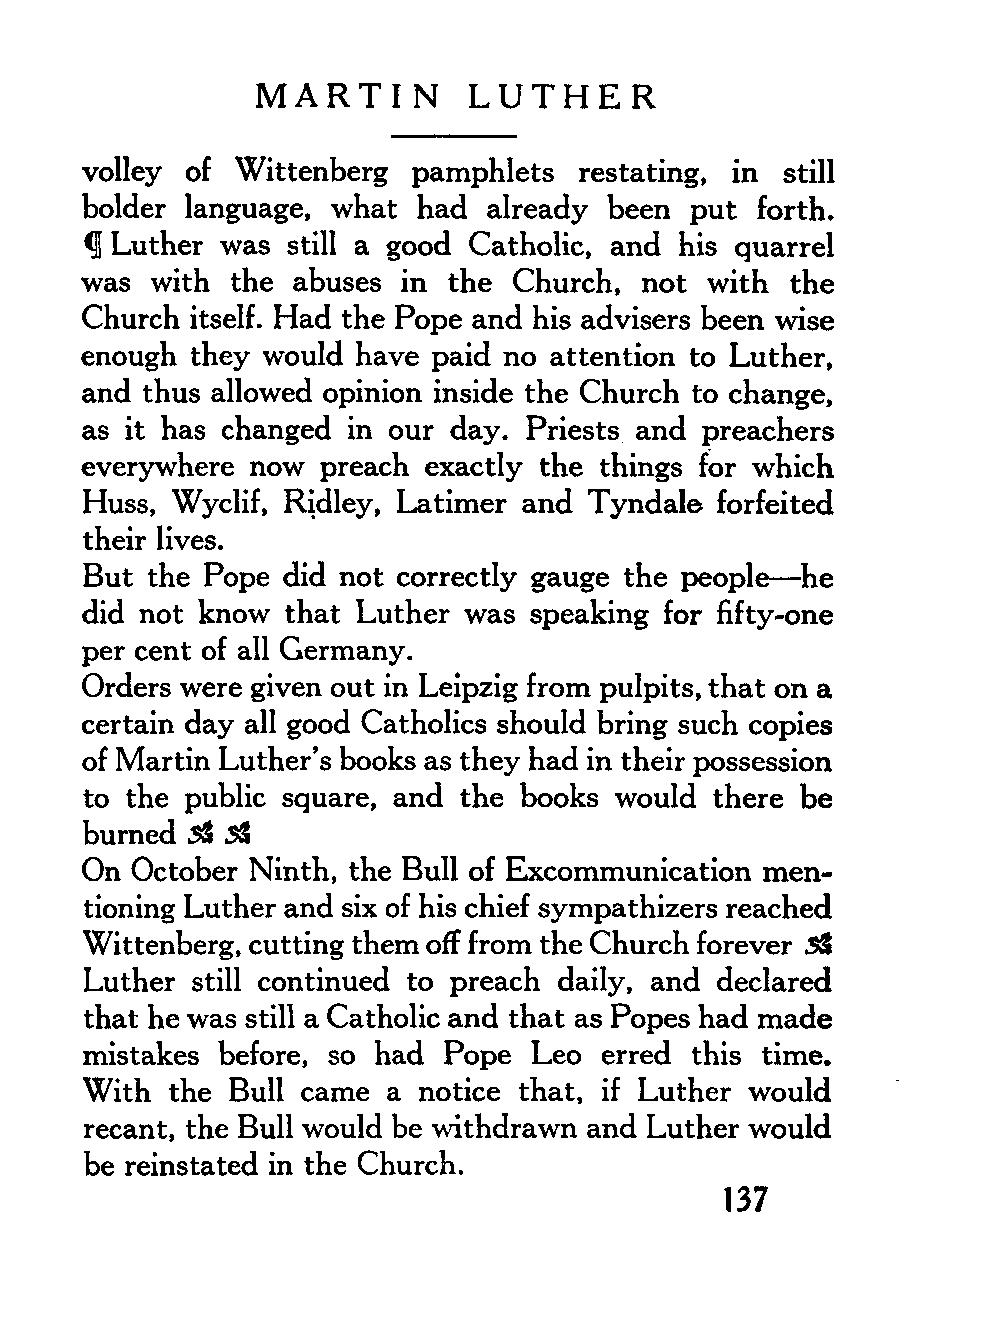 MARTIN LUTHER
volley of Wittenberg pamphlets restating, in still
bolder language, what had already been put forth.
¶ Luther was still a good Catholic, and his quarrel
was with the abuses in the Church, not with the
Church itself. Had the Pope and his advisers been wise
enough they would have paid no attention to Luther,
and thus allowed opinion inside the Church to change,
as it has changed in our day. Priests and preachers
everywhere now preach exactly the things for which
Huss, Wyclif, Ridley, Latimer and Tyndale forfeited
their lives.
But the Pope did not correctly gauge the people—he
did not know that Luther was speaking for fifty-one
per cent of all Germany.
Orders were given out in Leipzig from pulpits, that on a
certain day all good Catholics should bring such copies
of Martin Luther's books as they had in their possession
to the public square, and the books would there be
burned
On October Ninth, the Bull of Excommunication men-
tioning Luther and six of his chief sympathizers reached
Wittenberg, cutting them off from the Church forever
Luther still continued to preach daily, and declared
that he was still a Catholic and that as Popes had made
mistakes before, so had Pope Leo erred this time.
With the Bull came a notice that, if Luther would
recant, the Bull would be withdrawn and Luther would
be reinstated in the Church.
137